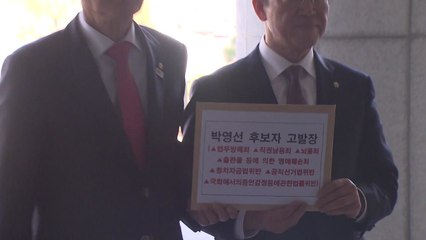 박영선 후보자 고발장
(▲업무방해죄 ▲직권남용죄 ▲뇌물죄
▲출판물 등에 의한 명예훼손죄
▲정치자금법위반 ▲공직선거법위반
▲국회에서의증언감정등에관한법률위반)